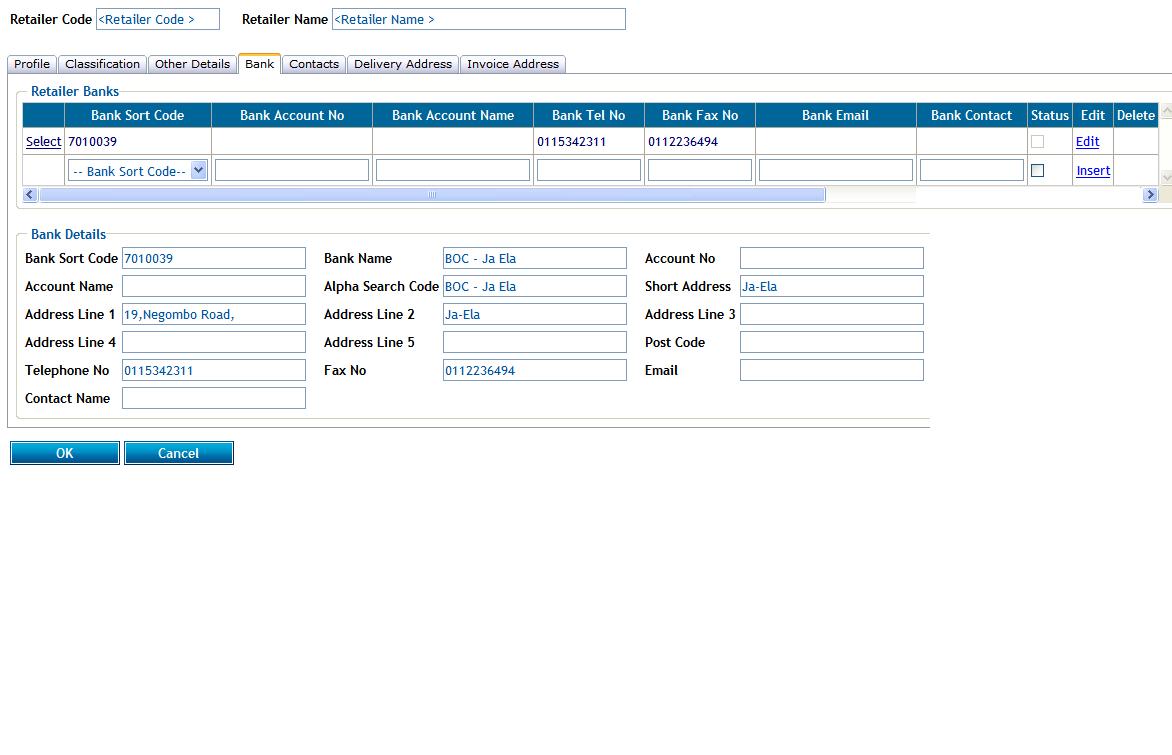 Retailer Code <Retailer Code > Retailer Name <Retailer Name >
Profile Classification Other Details Bank Contacts Delivery Address Invoice Address
Retailer Banks
Bank Sort Code Bank Account No Bank Account Name Bank Tel No Bank Fax No Bank Email Bank Contact Status Edit Delete
Select 7010039 0115342311 0112236494 Edit
-- Bank Sort Code-- Insert
Bank Details
Bank Sort Code 7010039 Bank Name BOC - Ja Ela Account No
Account Name Alpha Search Code BOC - Ja Ela Short Address Ja-Ela
Address Line 1 19,Negombo Road, Address Line 2 Ja-Ela Address Line 3
Address Line 4 Address Line 5 Post Code
Telephone No 0115342311 Fax No 0112236494 Email
Contact Name
OK Cancel